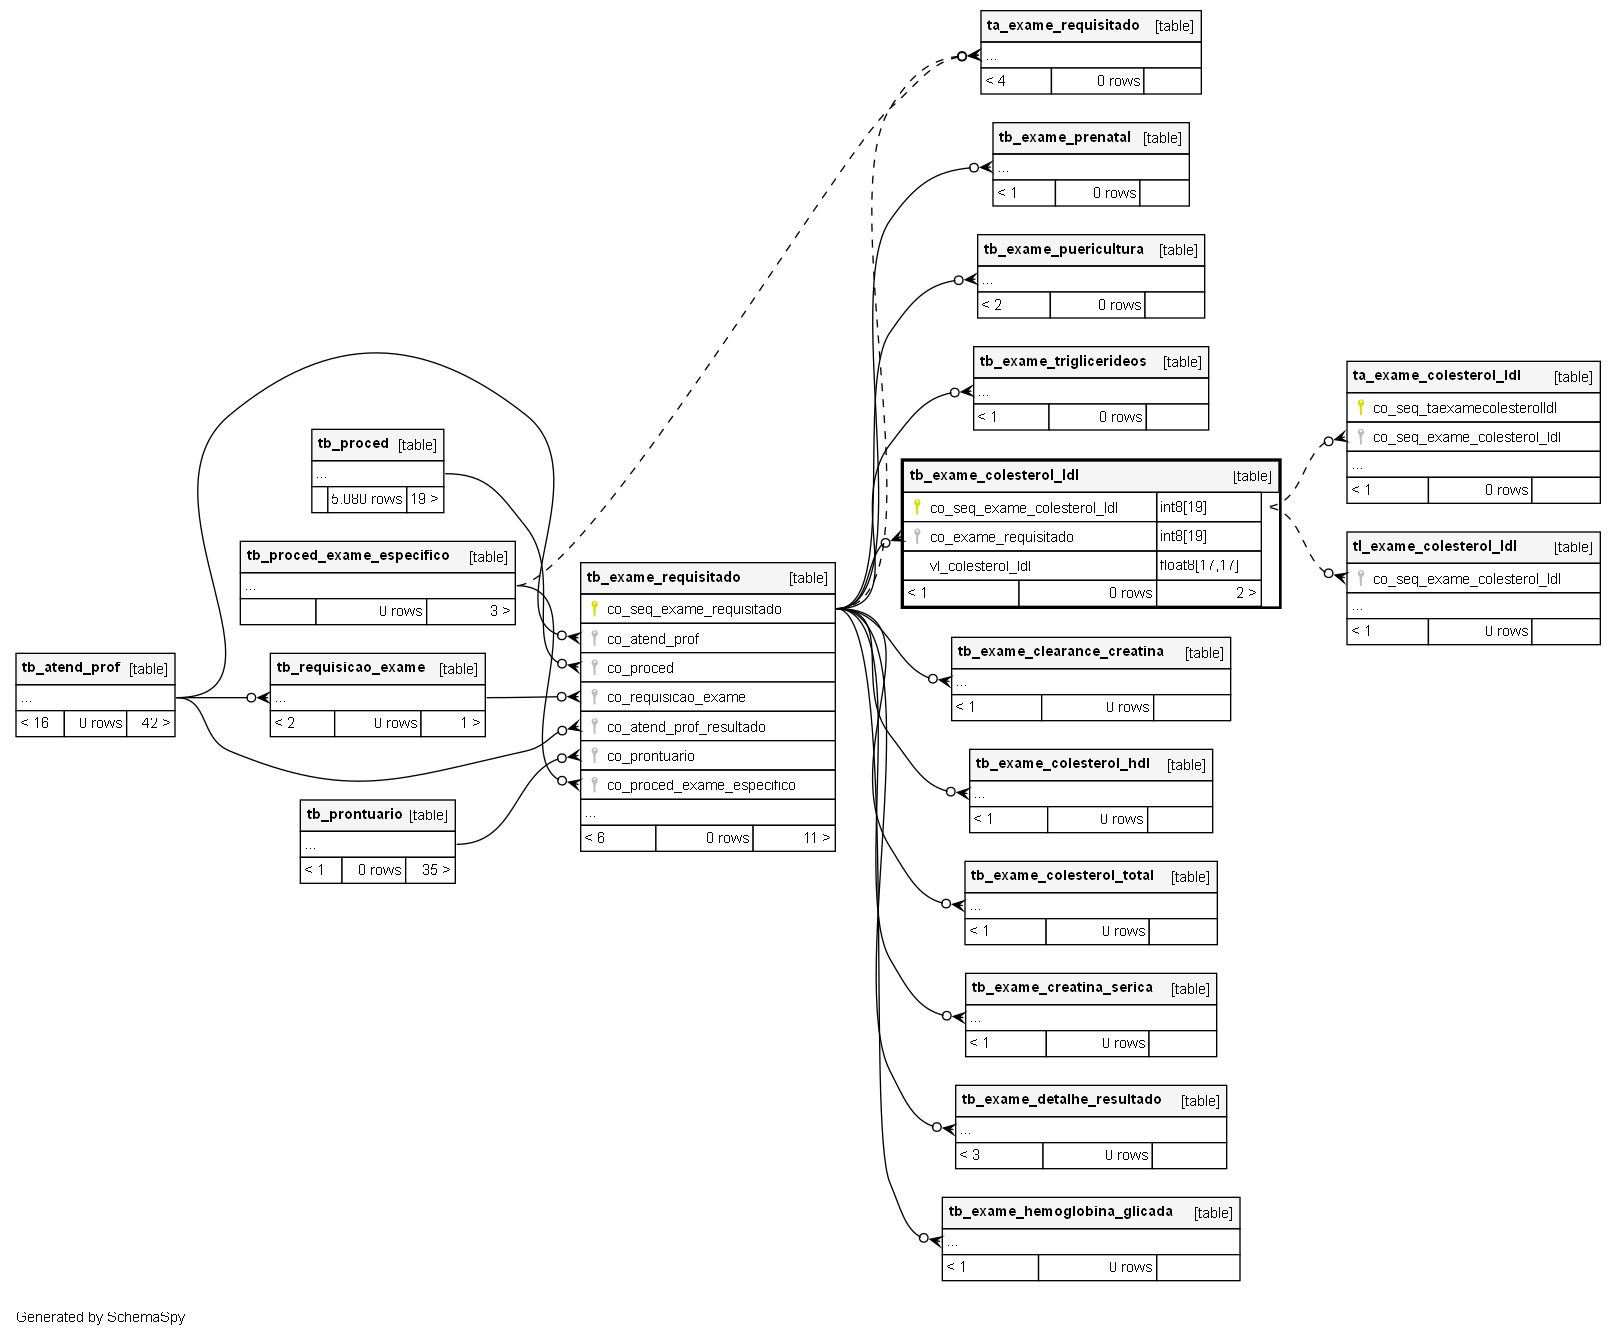 ta_exame_requisitado [table]
...
< 4 0 rows
tb_exame_prenatal [table]
...
< 1 0 rows
tb_exame_puericultura [table]
...
< 2 0 rows
tb_exame_triglicerideos [table]
...
< 1 0 rows
ta_exame_colesterol_ldl [table]
co_seq_taexamecolesterolldl
co_seq_exame_colesterol_ldl
...
< 1 0 rows
tb_exame_colesterol_ldl [table]
co_seq_exame_colesterol_ldl int8[19] <
co_exame_requisitado int8[19]
vl_colesterol_ldl float8[17,17]
< 1 0 rows 2 >
tl_exame_colesterol_ldl [table]
co_seq_exame_colesterol_ldl
...
< 1 0 rows
tb_proced [table]
...
5.080 rows 19 >
tb_proced_exame_especifico [table]
...
0 rows 3 >
tb_atend_prof [table]
...
< 16 0 rows 42 >
tb_requisicao_exame [table]
...
< 2 0 rows 1 >
tb_prontuario [table]
...
< 1 0 rows 35 >
tb_exame_requisitado [table]
co_seq_exame_requisitado
co_atend_prof
co_proced
co_requisicao_exame
co_atend_prof_resultado
co_prontuario
co_proced_exame_especifico
...
< 6 0 rows 11 >
tb_exame_clearance_creatina [table]
...
< 1 0 rows
tb_exame_colesterol_hdl [table]
...
< 1 0 rows
tb_exame_colesterol_total [table]
...
< 1 0 rows
tb_exame_creatina_serica [table]
...
< 1 0 rows
tb_exame_detalhe_resultado [table]
...
< 3 0 rows
tb_exame_hemoglobina_glicada [table]
...
< 1 0 rows
Generated by SchemaSpy